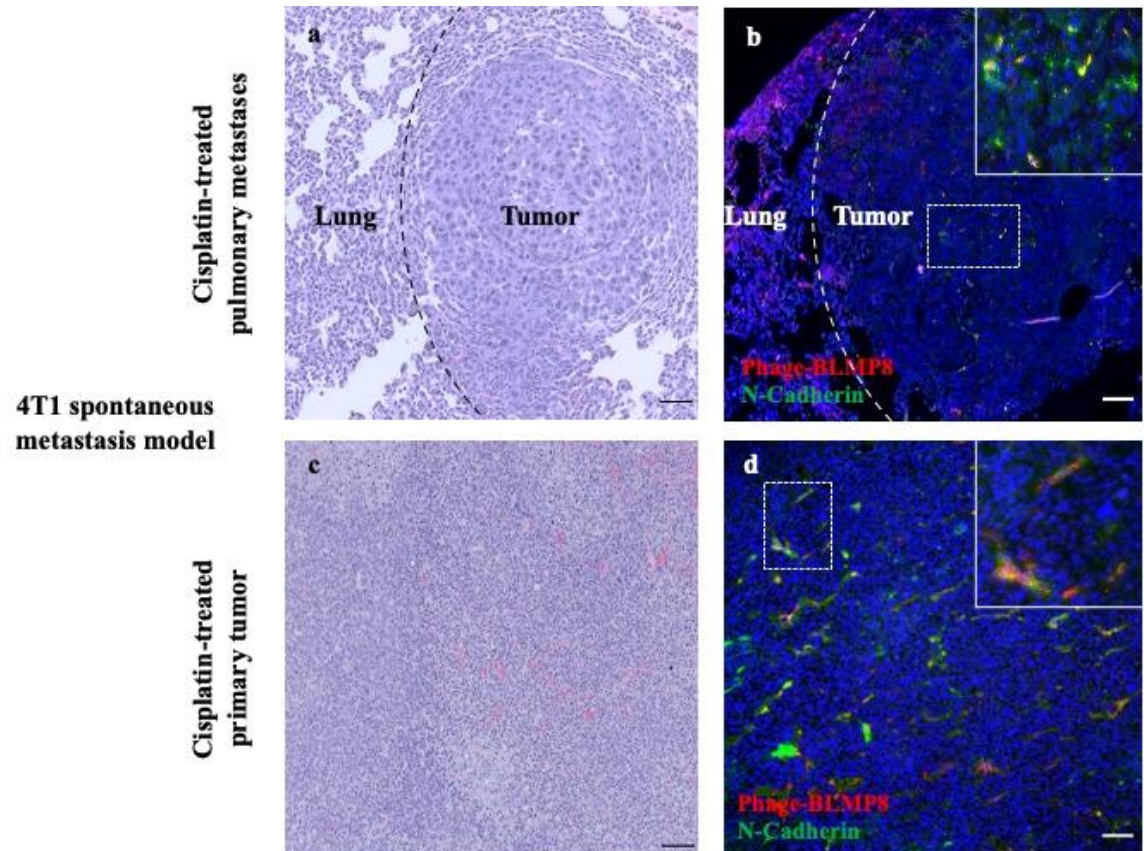 Cisplatin-treated
pulmonary metastases
a
Lung
Tumor
b
Lung
Tumor
Phage-BLMP8
N-Cadherin
4T1 spontaneous
metastasis model
Cisplatin-treated
primary tumor
c
d
Phage-BLMP8
N-Cadherin